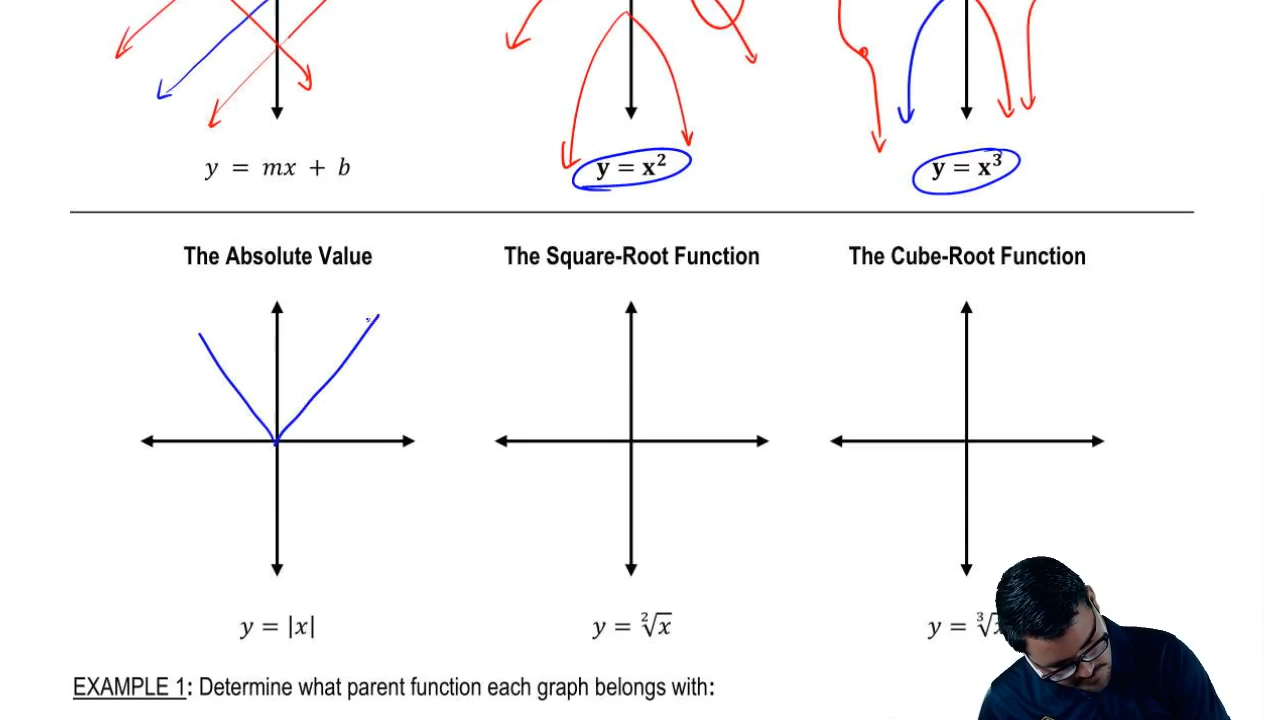 y = mx + b
y = x²
y = x³
The Absolute Value
The Square-Root Function
The Cube-Root Function
y = |x|
y = ²√x
y = ³√
EXAMPLE 1: Determine what parent function each graph belongs with: